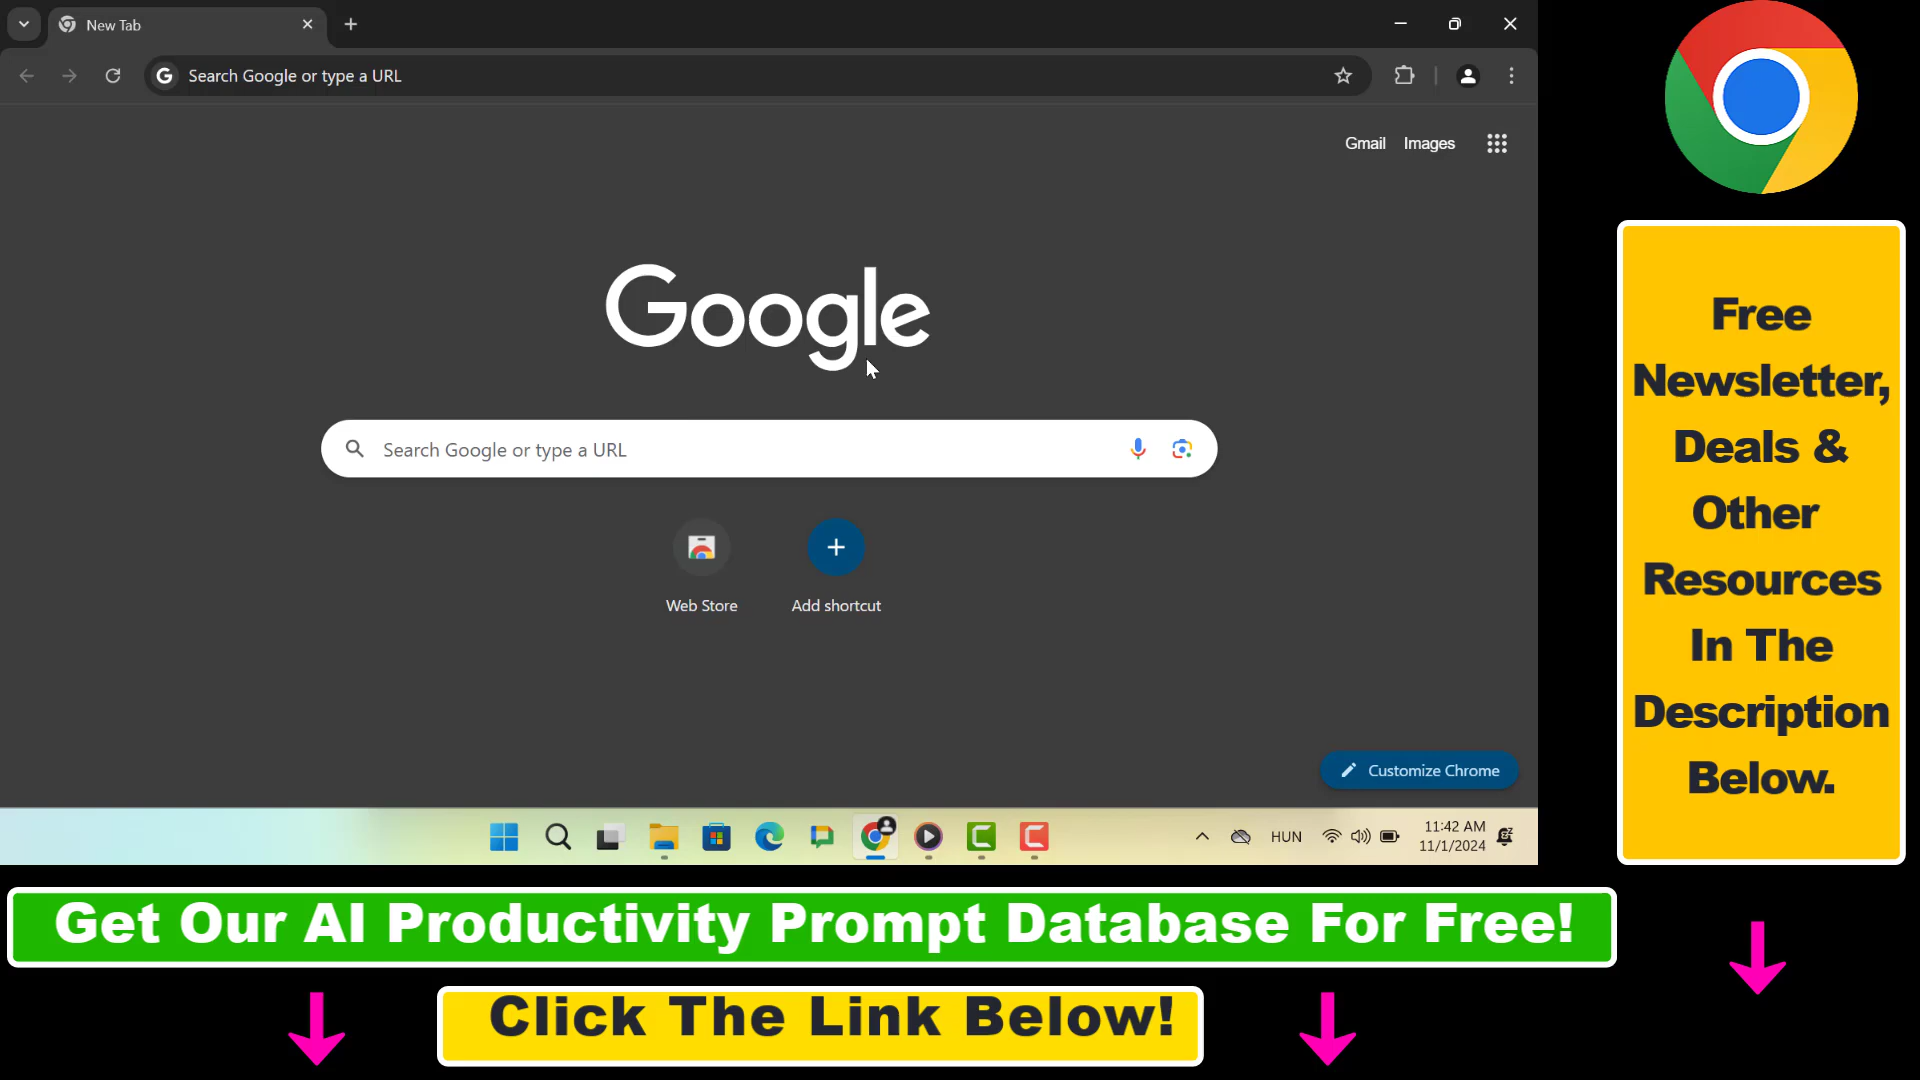 New Tab
Search Google or type a URL
Gmail Images
Google
Search Google or type a URL
Web Store Add shortcut
Customize Chrome
HUN
11:42 AM
11/1/2024
Free
Newsletter,
Deals &
Other
Resources
In The
Description
Below.
Get Our AI Productivity Prompt Database For Free!
Click The Link Below!